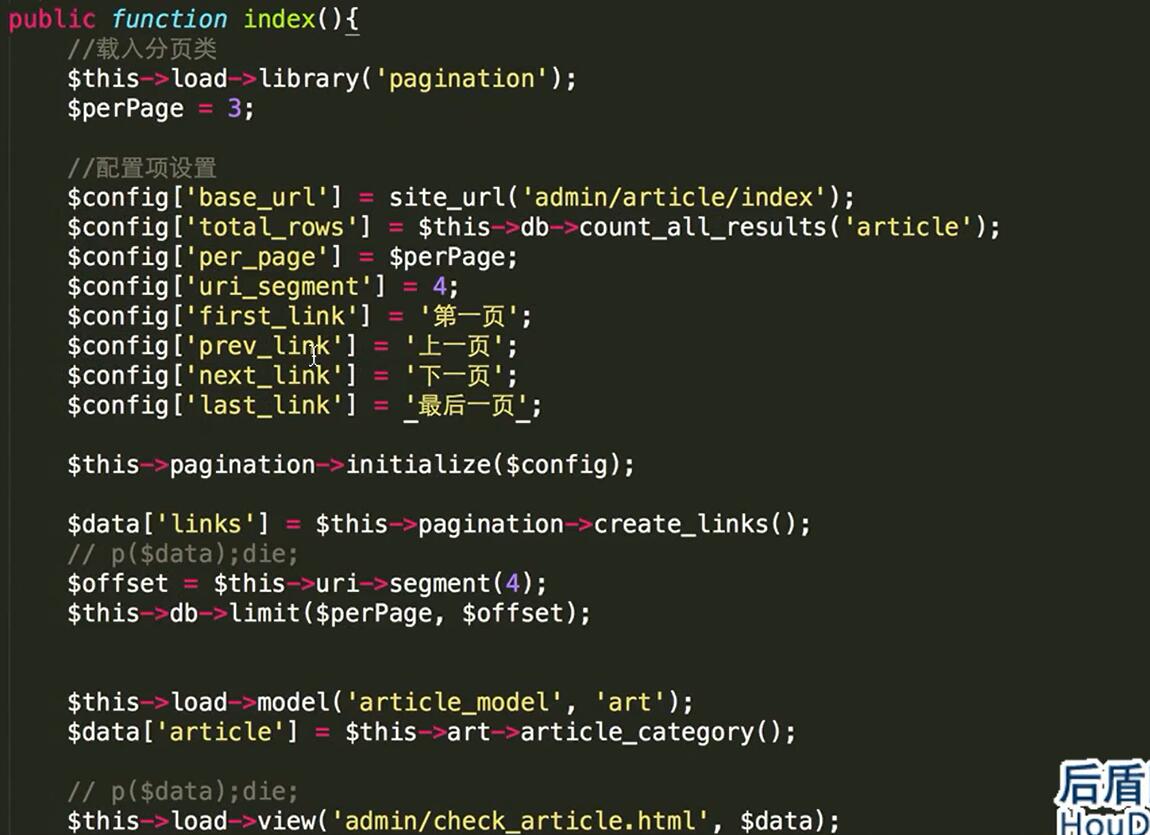 public function index(){
//载入分页类
$this->load->library('pagination');
$perPage = 3;
//配置项设置
$config['base_url'] = site_url('admin/article/index');
$config['total_rows'] = $this->db->count_all_results('article');
$config['per_page'] = $perPage;
$config['uri_segment'] = 4;
$config['first_link'] = '第一页';
$config['prev_link'] = '上一页';
$config['next_link'] = '下一页';
$config['last_link'] = '最后一页';
$this->pagination->initialize($config);
$data['links'] = $this->pagination->create_links();
// p($data);die;
$offset = $this->uri->segment(4);
$this->db->limit($perPage, $offset);
$this->load->model('article_model', 'art');
$data['article'] = $this->art->article_category();
// p($data);die;
$this->load->view('admin/check_article.html', $data);
后盾
HouD